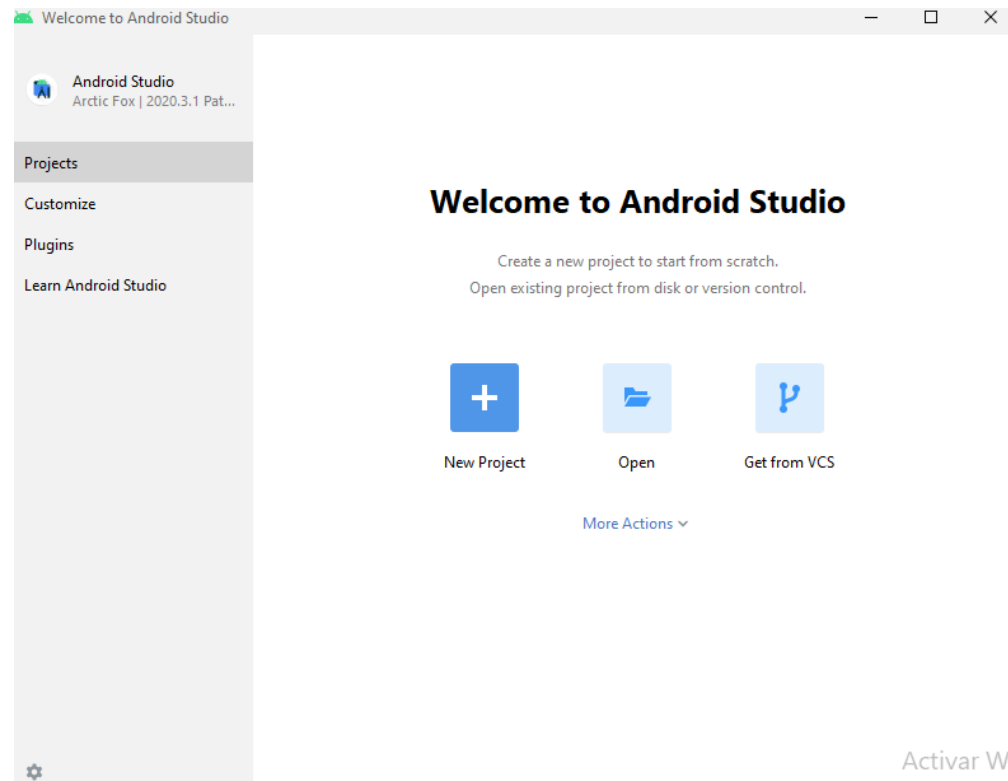 Welcome to Android Studio
Android Studio
Arctic Fox | 2020.3.1 Pat...
Projects
Customize
Plugins
Learn Android Studio
Welcome to Android Studio
Create a new project to start from scratch.
Open existing project from disk or version control.
New Project
Open
Get from VCS
More Actions
Activar W